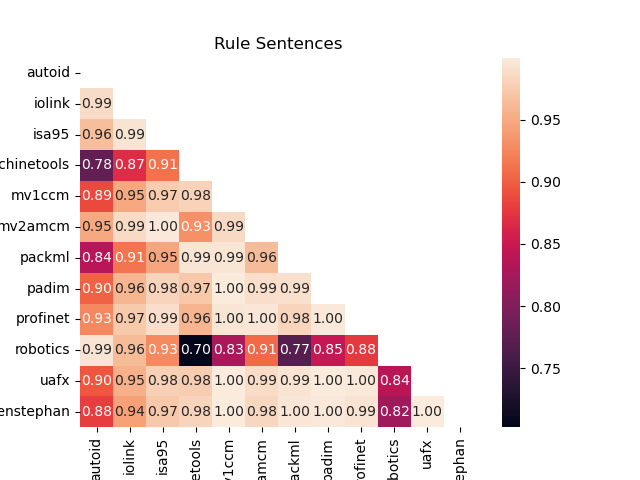 Rule Sentences
autoid
iolink 0.99
isa95 0.96 0.99
chinetools 0.78 0.87 0.91
mv1ccm 0.89 0.95 0.97 0.98
mv2amcm 0.95 0.99 1.00 0.93 0.99
packml 0.84 0.91 0.95 0.99 0.99 0.96
padim 0.90 0.96 0.98 0.97 1.00 0.99 0.99
profinet 0.93 0.97 0.99 0.96 1.00 1.00 0.98 1.00
robotics 0.99 0.96 0.93 0.70 0.83 0.91 0.77 0.85 0.88
uafx 0.90 0.95 0.98 0.98 1.00 0.99 0.99 1.00 1.00 0.84
enstephan 0.88 0.94 0.97 0.98 1.00 0.98 1.00 1.00 0.99 0.82 1.00
autoid iolink isa95 etools v1ccm amcm ackml padim ofinet botics uafx ephan
0.95
0.90
0.85
0.80
0.75